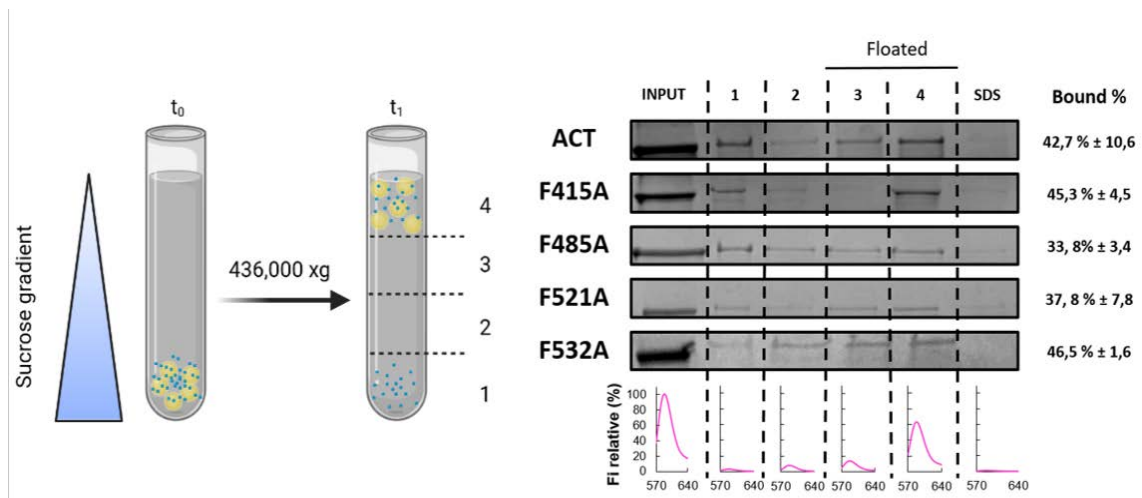 t0
t1
Sucrose gradient
436,000 xg
4
3
2
1
Floated
INPUT 1 2 3 4 SDS Bound %
ACT 42,7 % ± 10,6
F415A 45,3 % ± 4,5
F485A 33, 8% ± 3,4
F521A 37, 8 % ± 7,8
F532A 46,5 % ± 1,6
Fi relative (%)
100
80
60
40
20
0
570 640 570 640 570 640 570 640 570 640 570 640